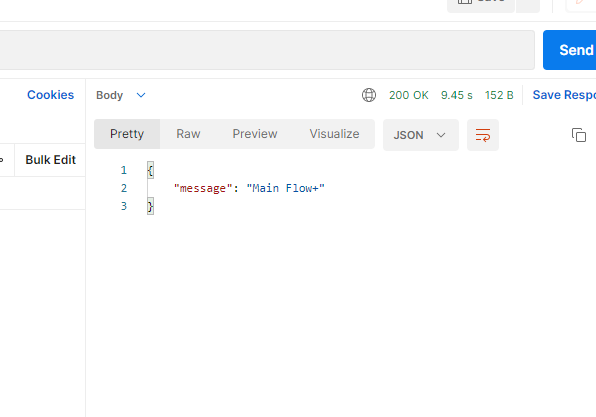 Save
Send
Cookies
Body
200 OK 9.45 s 152 B
Save Respo
Pretty Raw Preview Visualize JSON
Bulk Edit
1 {
2 "message": "Main Flow+"
3 }